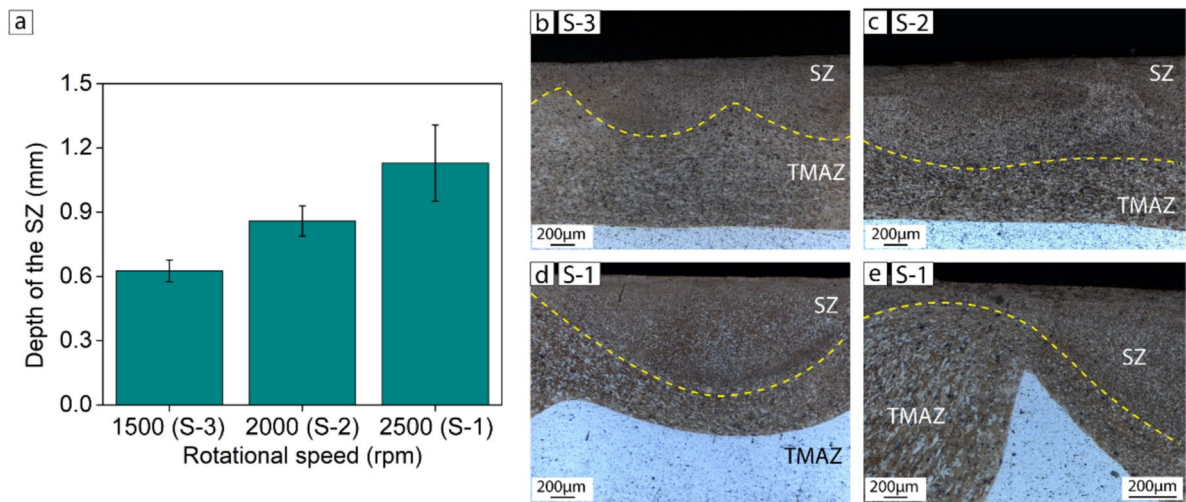 a
Depth of the SZ (mm)
1.5
1.2
0.9
0.6
0.3
0.0
1500 (S-3) 2000 (S-2) 2500 (S-1)
Rotational speed (rpm)
b S-3
SZ
TMAZ
200μm
c S-2
SZ
TMAZ
200μm
d S-1
SZ
TMAZ
200μm
e S-1
SZ
TMAZ
200μm 200μm